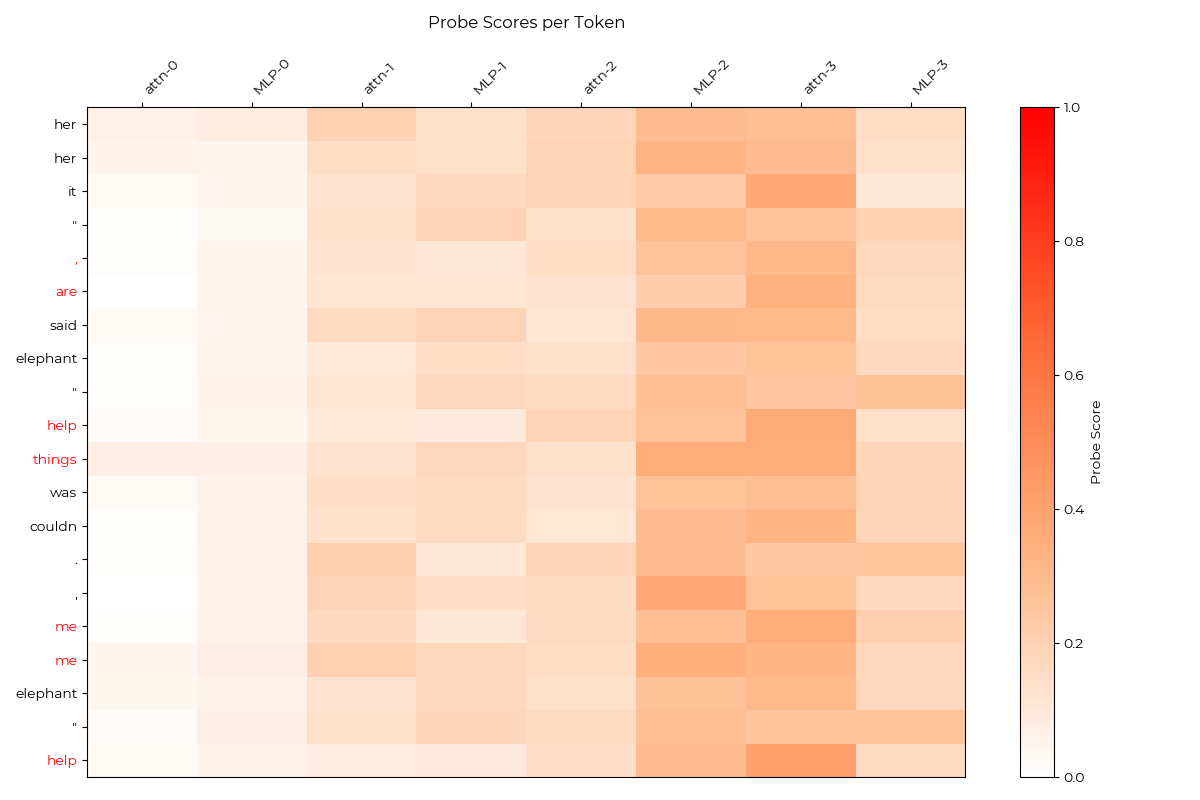 Probe Scores per Token
attn-0 MLP-0 attn-1 MLP-1 attn-2 MLP-2 attn-3 MLP-3
her
her
it
"
,
are
said
elephant
"
help
things
was
couldn
.
,
me
me
elephant
"
help
1.0
0.8
0.6
0.4
0.2
0.0
Probe Score